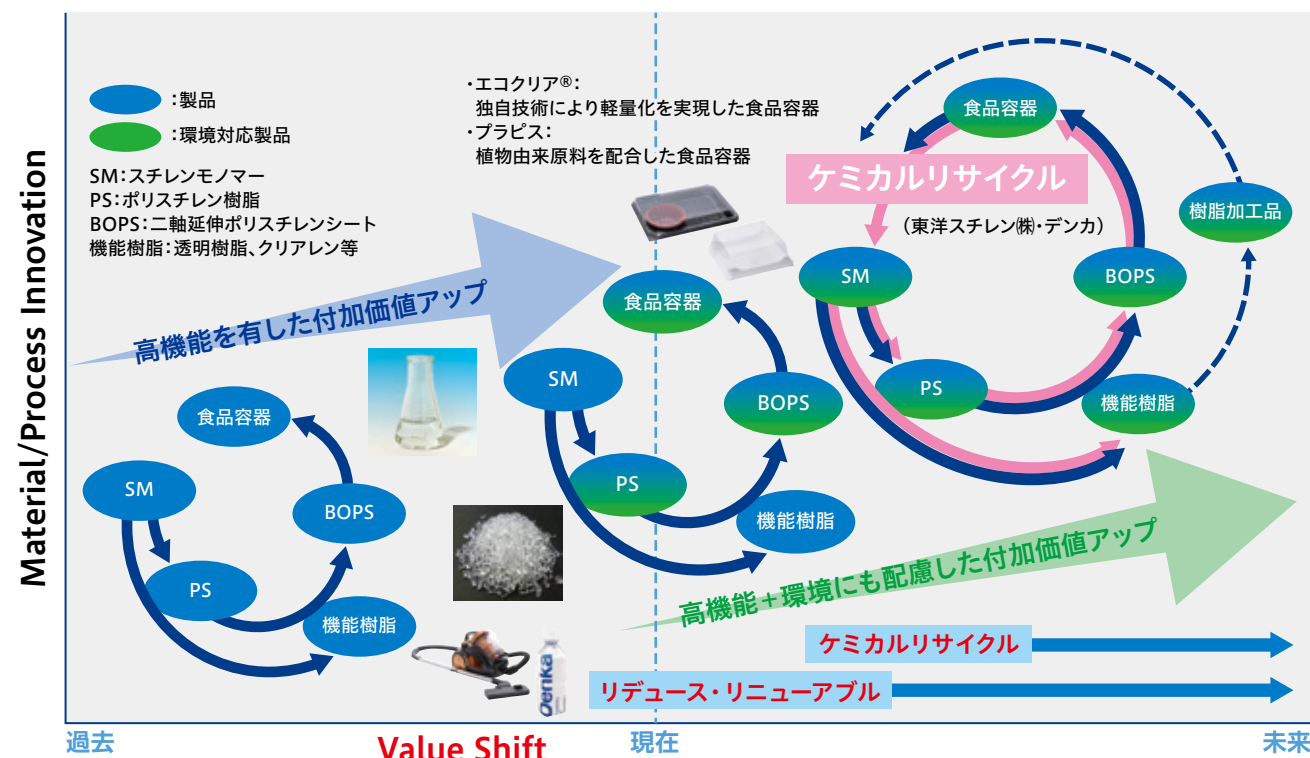 Material/Process Innovation
:製品
:環境対応製品
SM:スチレンモノマー
PS:ポリスチレン樹脂
BOPS:二軸延伸ポリスチレンシート
機能樹脂:透明樹脂、クリアレン等
・エコクリア®:
独自技術により軽量化を実現した食品容器
・プラピス:
植物由来原料を配合した食品容器
高機能を有した付加価値アップ
食品容器
SM
BOPS
PS
機能樹脂
食品容器
SM
BOPS
PS
機能樹脂
食品容器
ケミカルリサイクル
(東洋スチレン㈱・デンカ)
樹脂加工品
SM
BOPS
PS
機能樹脂
高機能+環境にも配慮した付加価値アップ
Denka
ケミカルリサイクル
リデュース・リニューアブル
過去
Value Shift
現在
未来